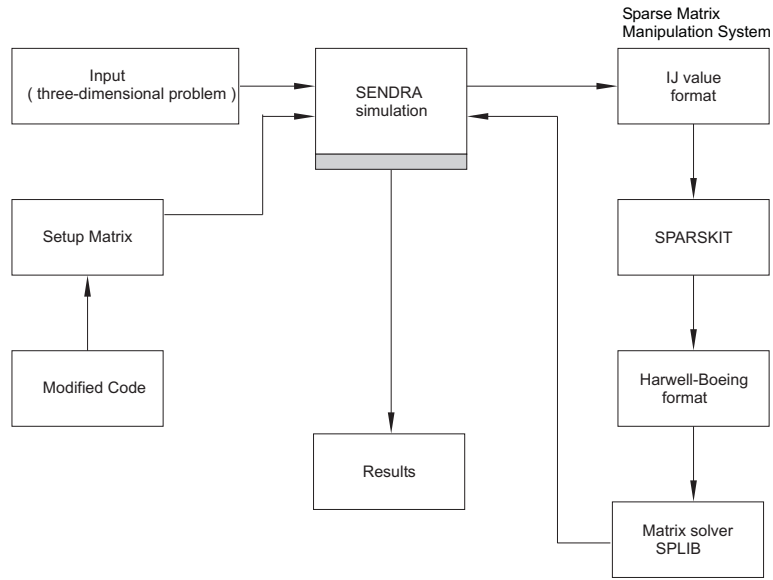 Sparse Matrix
Manipulation System
Input
( three-dimensional problem )
SENDRA
simulation
IJ value
format
Setup Matrix
SPARSKIT
Modified Code
Harwell-Boeing
format
Results
Matrix solver
SPLIB